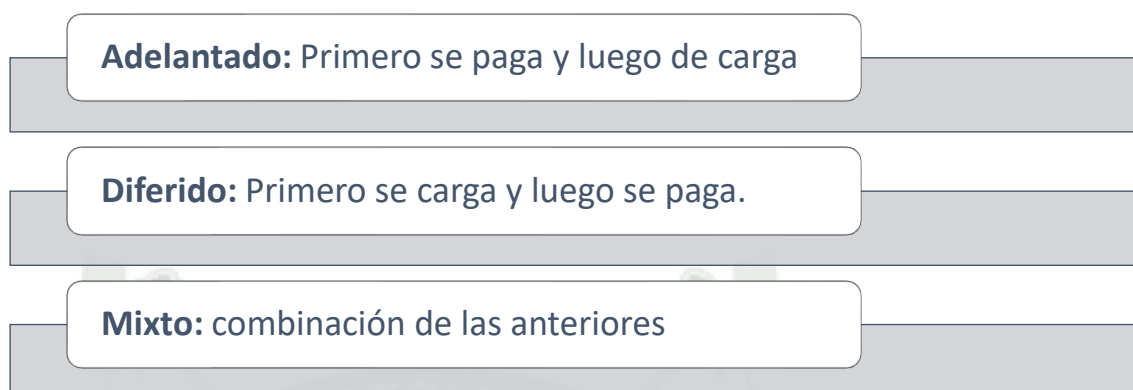 Adelantado: Primero se paga y luego de carga
Diferido: Primero se carga y luego se paga.
Mixto: combinación de las anteriores